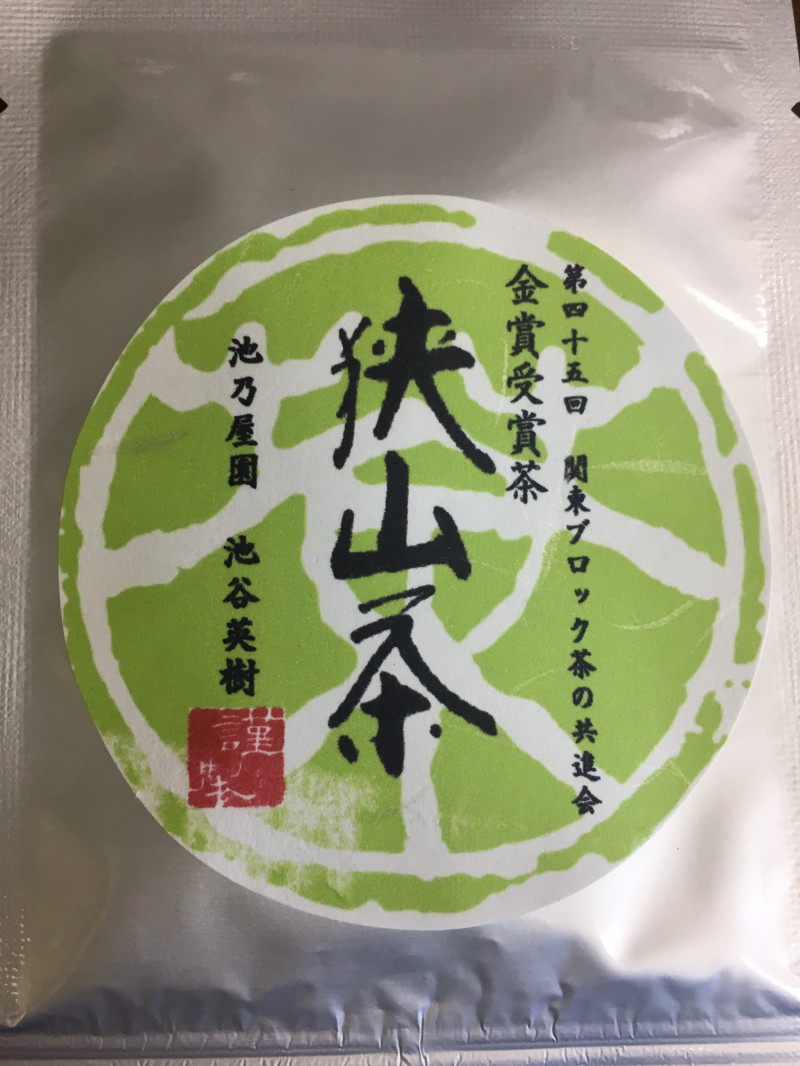 第四十五回 関東ブロック茶の共進会
金賞受賞茶
狭山茶
池乃屋園 池谷英樹
謹製